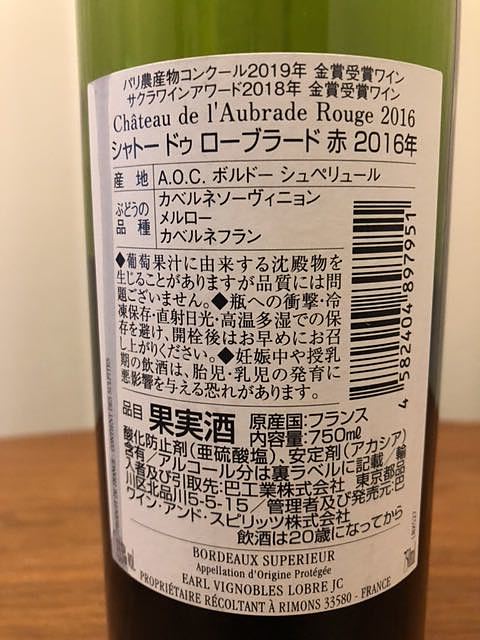 パリ農産物コンクール2019年 金賞受賞ワイン
サクラワインアワード2018年 金賞受賞ワイン
Château de l'Aubrade Rouge 2016
シャトー ドゥ ローブラード 赤 2016年
産 地 A.O.C. ボルドー シュペリュール
ぶどうの品種
カベルネソーヴィニョン
メルロー
カベルネフラン
◆葡萄果汁に由来する沈殿物を
生じることがありますが品質には問
題ございません。◆瓶への衝撃・冷
凍保存・直射日光・高温多湿での保
存を避け、開栓後はお早めにお召
し上がりください。◆妊娠中や授乳
期の飲酒は、胎児・乳児の発育に
悪影響を与える恐れがあります。
4 582404 897951
品目 果実酒 原産国:フランス
内容量:750mℓ
酸化防止剤(亜硫酸塩)、安定剤(アカシア)
含有/アルコール分は裏ラベルに記載/輸
入者及び引取先:巴工業株式会社 東京都品
川区北品川5-5-15/管理者及び発売元:巴
ワイン・アンド・スピリッツ株式会社
飲酒は20歳になってから
BORDEAUX SUPERIEUR
Appellation d'Origine Protégée
EARL VIGNOBLES LOBRE JC
PROPRIÉTAIRE RÉCOLTANT À RIMONS 33580 - FRANCE